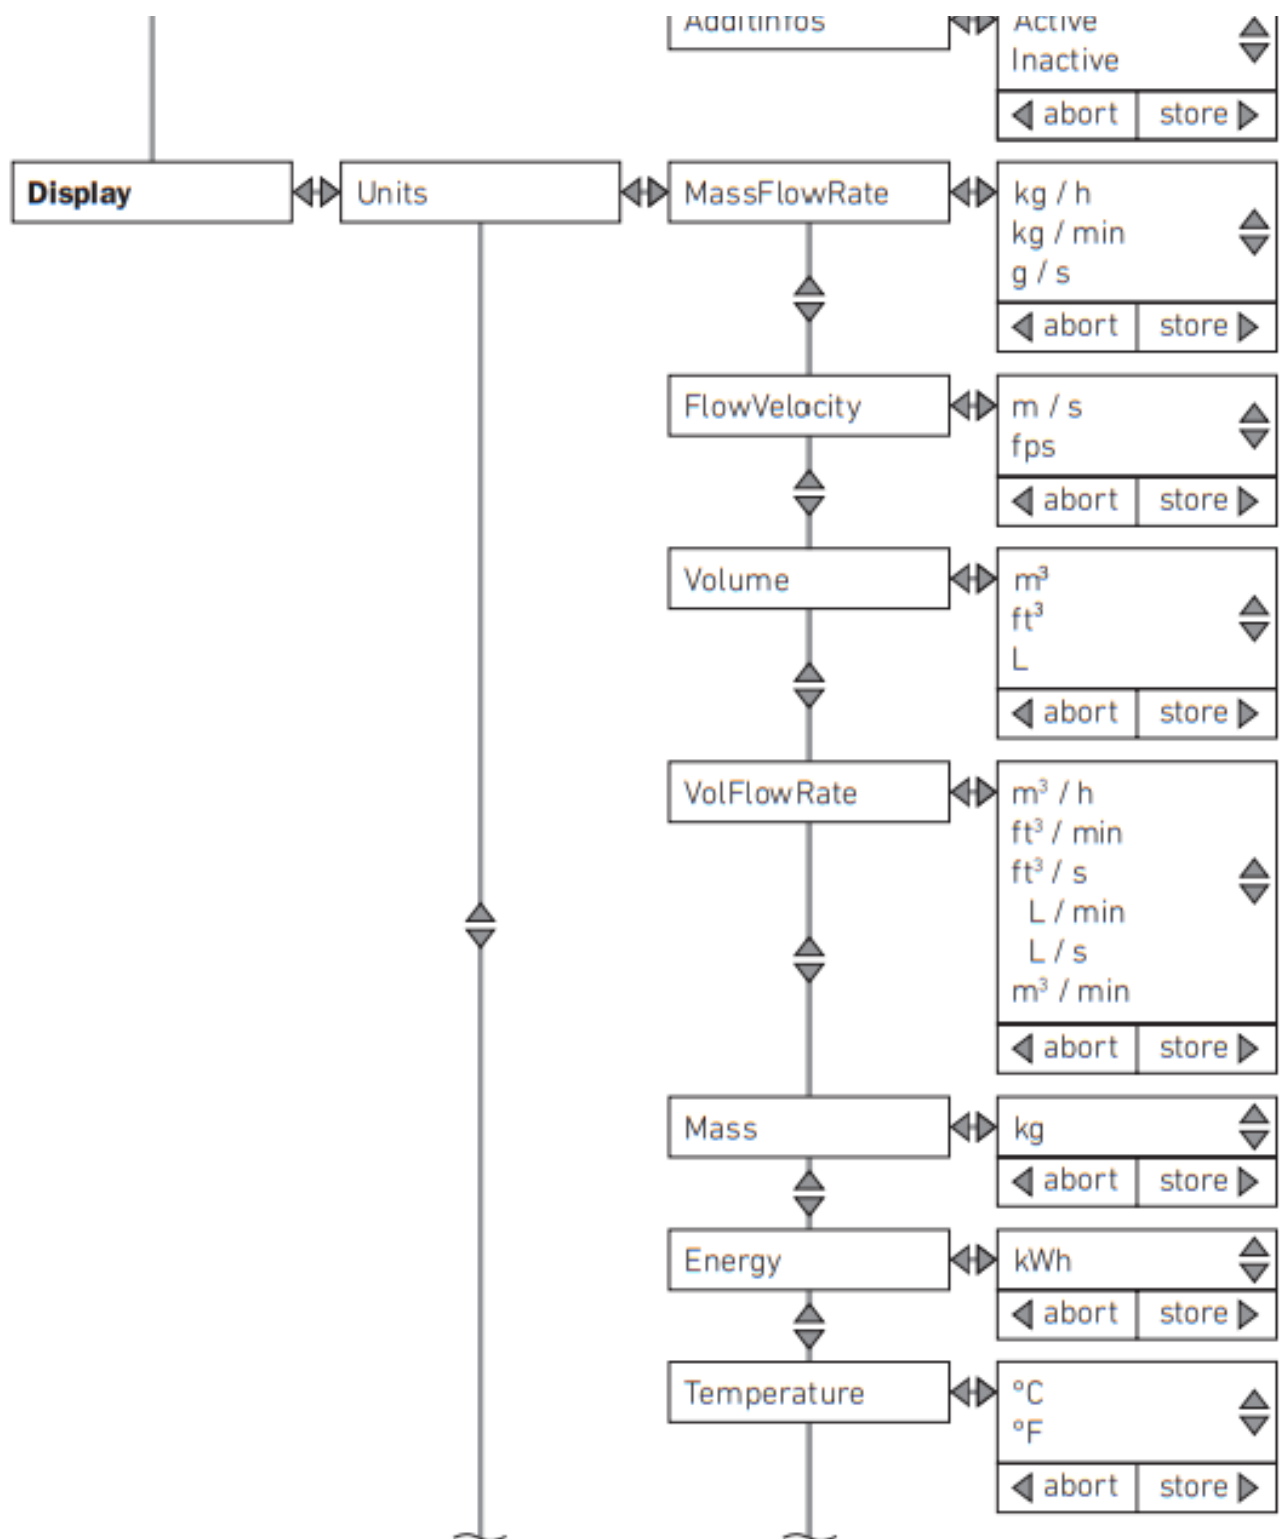 AdditInfos
Active
Inactive
abort store
Display Units MassFlowRate kg / h
kg / min
g / s
abort store
FlowVelocity m / s
fps
abort store
Volume m³
ft³
L
abort store
VolFlowRate m³ / h
ft³ / min
ft³ / s
L / min
L / s
m³ / min
abort store
Mass kg
abort store
Energy kWh
abort store
Temperature °C
°F
abort store